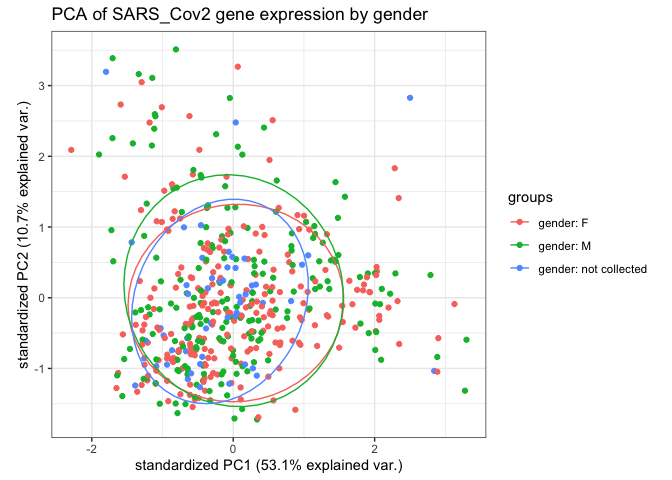 PCA of SARS_Cov2 gene expression by gender
standardized PC2 (10.7% explained var.)
3
2
1
0
-1
-2
0
2
standardized PC1 (53.1% explained var.)
groups
gender: F
gender: M
gender: not collected